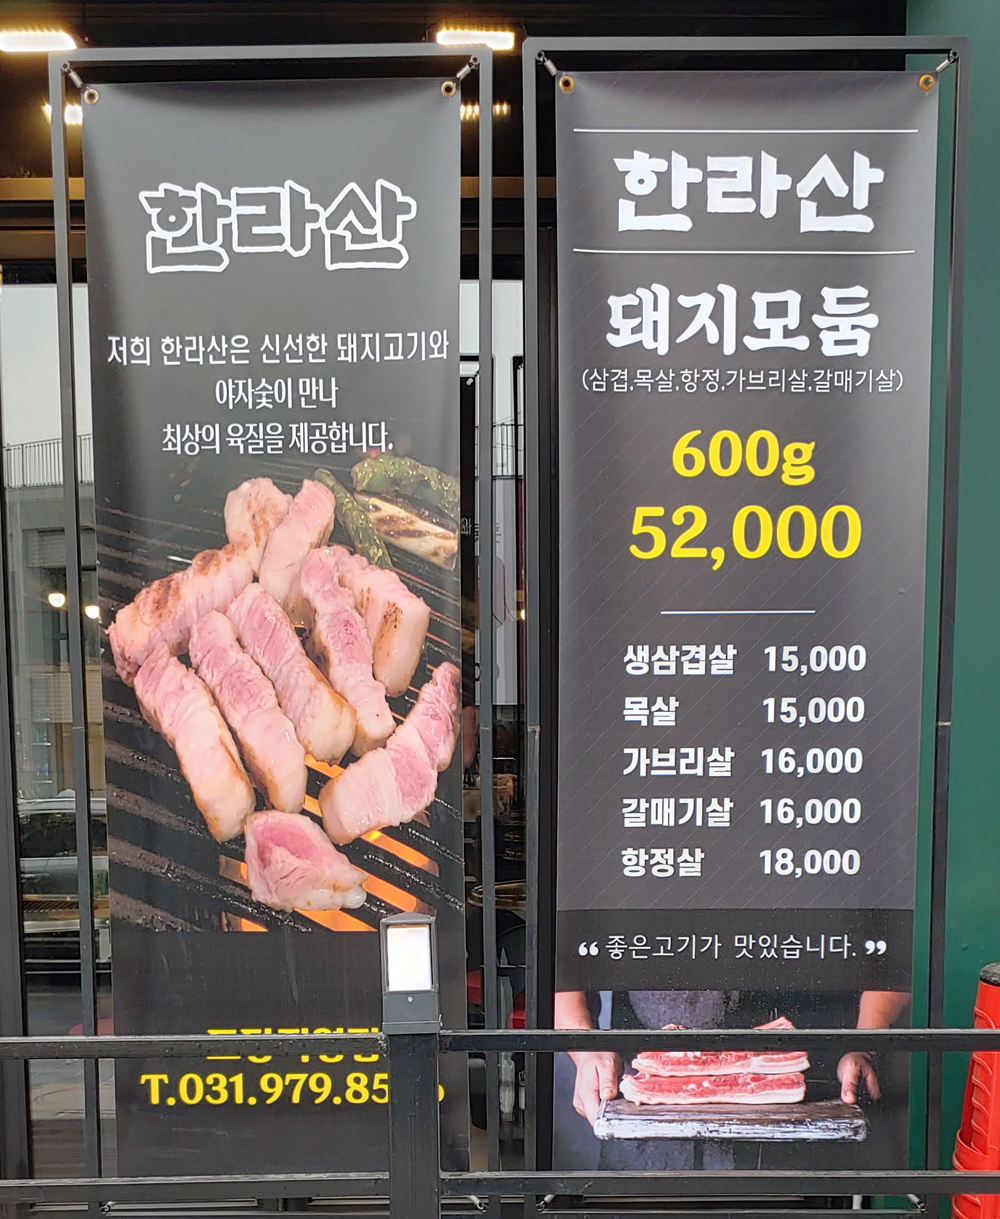 한라산
저희 한라산은 신선한 돼지고기와
야자숯이 만나
최상의 육질을 제공합니다.
T.031.979.85
한라산
돼지모둠
(삼겹,목살,항정,가브리살,갈매기살)
600g
52,000
생삼겹살 15,000
목살 15,000
가브리살 16,000
갈매기살 16,000
항정살 18,000
“ 좋은고기가 맛있습니다. ”